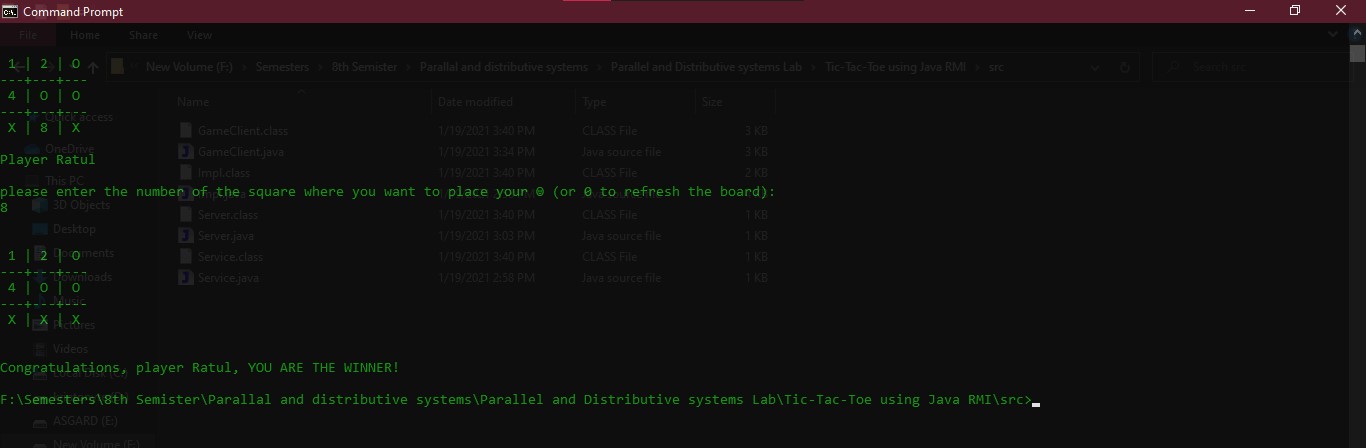 Command Prompt
File Home Share View
1 | 2 | O
New Volume (F:) > Semesters > 8th Semister > Parallal and distributive systems > Parallel and Distributive systems Lab > Tic-Tac-Toe using Java RMI > src
Search src
---+---+---
4 | O | O
Name Date modified Type Size
---+---+---
Quick access
X | 8 | X
GameClient.class 1/19/2021 3:40 PM CLASS File 3 KB
OneDrive
GameClient.java 1/19/2021 3:34 PM Java source file 3 KB
Player Ratul
Impl.class 1/19/2021 3:40 PM CLASS File 2 KB
This PC
please enter the number of the square where you want to place your ☺ (or 0 to refresh the board):
8
3D Objects
Server.class 1/19/2021 3:40 PM CLASS File 1 KB
Desktop
Server.java 1/19/2021 3:03 PM Java source file 1 KB
1 | 2 | O
Documents
Service.class 1/19/2021 3:40 PM CLASS File 1 KB
---+---+---
Downloads
Service.java 1/19/2021 2:58 PM Java source file 1 KB
4 | O | O
---+---+---
Music
X | X | X
Pictures
Videos
Congratulations, player Ratul, YOU ARE THE WINNER!
Local Disk (C:)
F:\Semesters\8th Semister\Parallal and distributive systems\Parallel and Distributive systems Lab\Tic-Tac-Toe using Java RMI\src>
ASGARD (E:)
New Volume (F:)